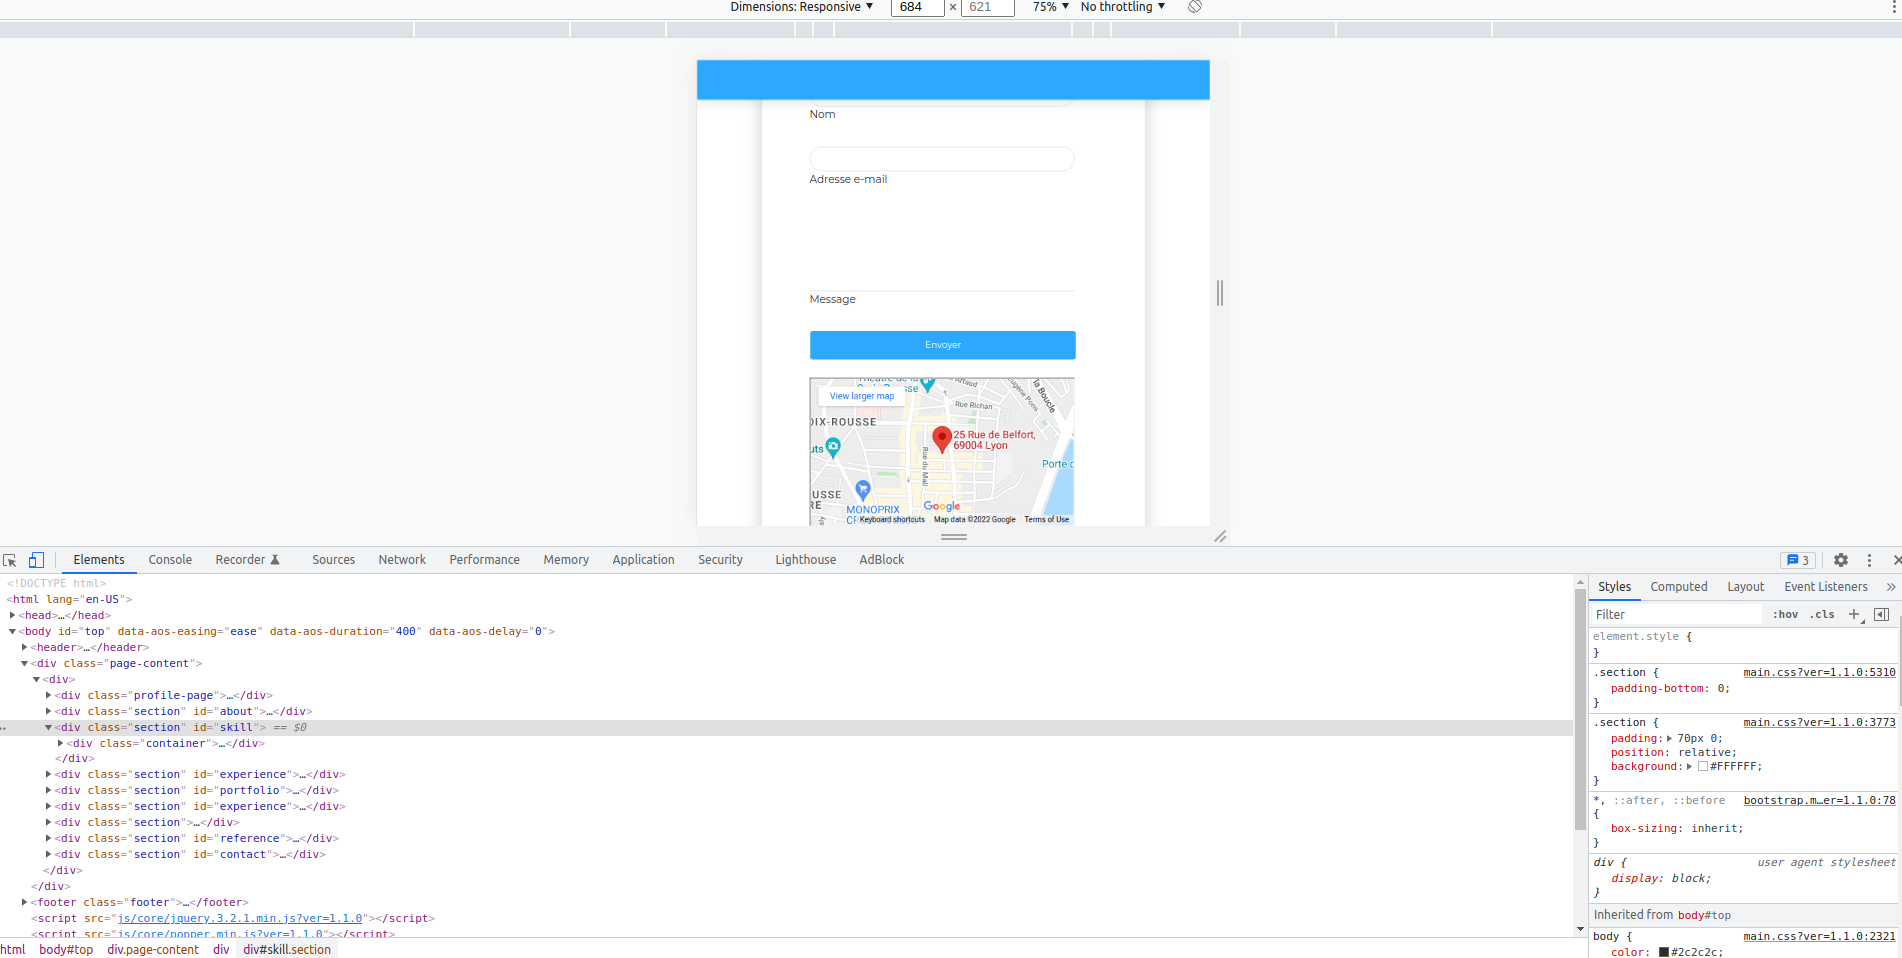 Dimensions: Responsive ▼ 684 × 621 75% ▼ No throttling ▼
Nom
Adresse e-mail
Message
Envoyer
View larger map
Rue Richan
la Boucle
OIX-ROUSSE
25 Rue de Belfort,
69004 Lyon
Rue du Mail
Porte
USSE
RE
MONOPRIX
Google
Keyboard shortcuts Map data ©2022 Google Terms of Use
Elements Console Recorder Sources Network Performance Memory Application Security Lighthouse AdBlock 3
<!DOCTYPE html>
<html lang="en-US">
▶<head>…</head>
▼<body id="top" data-aos-easing="ease" data-aos-duration="400" data-aos-delay="0">
▶<header>…</header>
▼<div class="page-content">
▼<div>
▶<div class="profile-page">…</div>
▶<div class="section" id="about">…</div>
▼<div class="section" id="skill"> == $0
▶<div class="container">…</div>
</div>
▶<div class="section" id="experience">…</div>
▶<div class="section" id="portfolio">…</div>
▶<div class="section" id="experience">…</div>
▶<div class="section">…</div>
▶<div class="section" id="reference">…</div>
▶<div class="section" id="contact">…</div>
</div>
</div>
▶<footer class="footer">…</footer>
<script src="js/core/jquery.3.2.1.min.js?ver=1.1.0"></script>
<script src="js/core/popper.min.js?ver=1.1.0"></script>
html body#top div.page-content div div#skill.section
Styles Computed Layout Event Listeners »
Filter :hov .cls +
element.style {
}
.section { main.css?ver=1.1.0:5310
padding-bottom: 0;
}
.section { main.css?ver=1.1.0:3773
padding: ▶ 70px 0;
position: relative;
background: ▶ #FFFFFF;
}
*, ::after, ::before bootstrap.m…er=1.1.0:78
{
box-sizing: inherit;
}
div { user agent stylesheet
display: block;
}
Inherited from body#top
body { main.css?ver=1.1.0:2321
color: #2c2c2c;